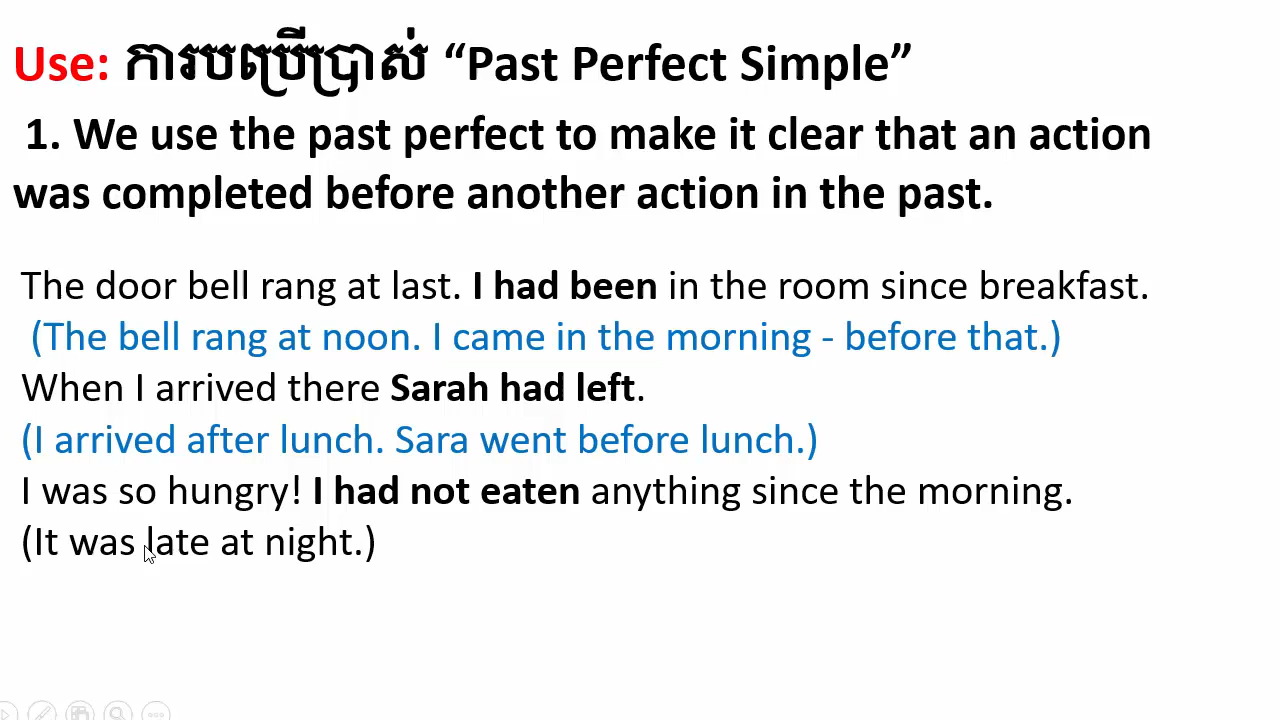 Use: ការបប្រើប្រាស់ “Past Perfect Simple”
1. We use the past perfect to make it clear that an action
was completed before another action in the past.
The door bell rang at last. I had been in the room since breakfast.
(The bell rang at noon. I came in the morning - before that.)
When I arrived there Sarah had left.
(I arrived after lunch. Sara went before lunch.)
I was so hungry! I had not eaten anything since the morning.
(It was late at night.)